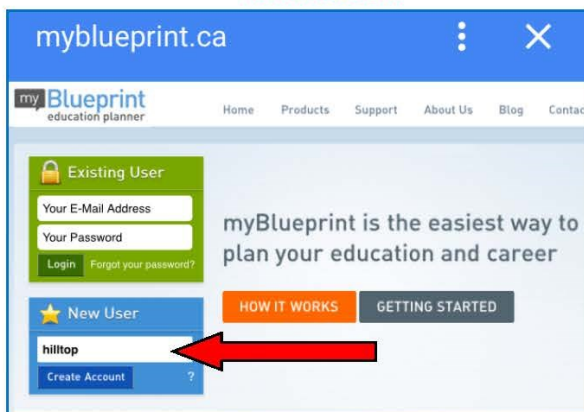 myblueprint.ca
my Blueprint
education planner
Home Products Support About Us Blog Contac
Existing User
Your E-Mail Address
Your Password
Login Forgot your password?
New User
hilltop
Create Account ?
myBlueprint is the easiest way to
plan your education and career
HOW IT WORKS GETTING STARTED